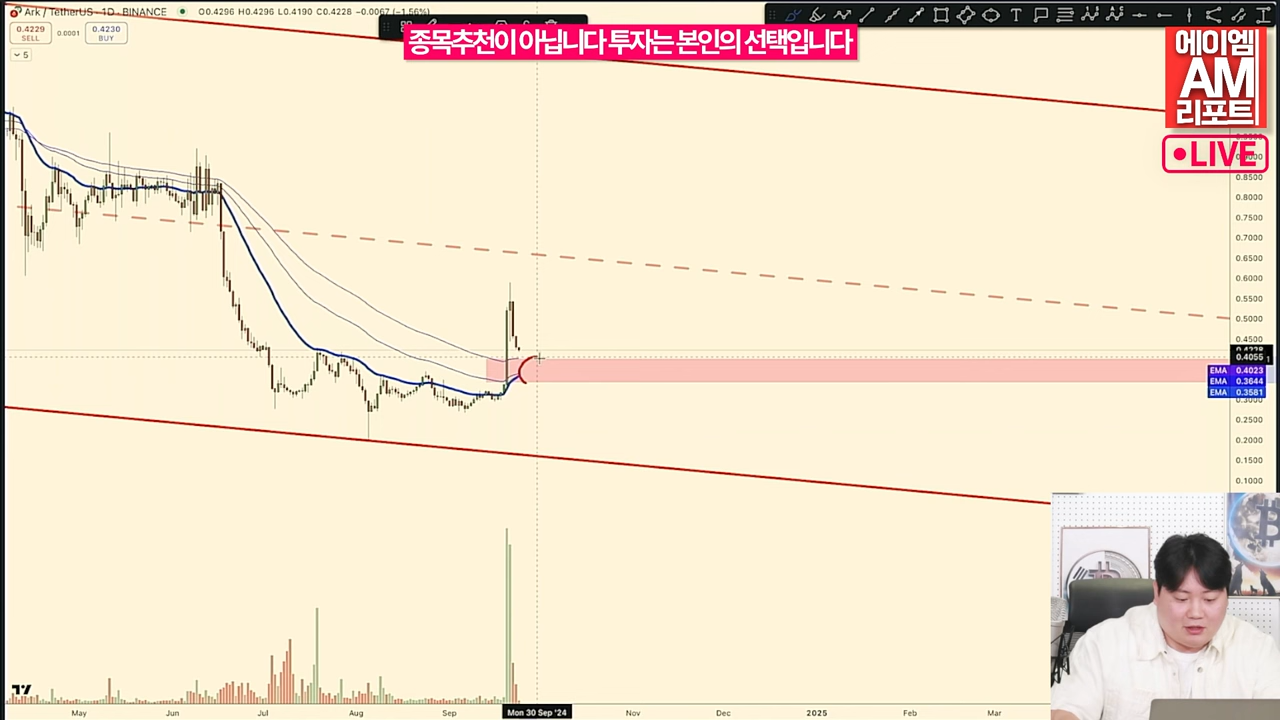 Ark / TetherUS · 1D · BINANCE
O0.4296 H0.4296 L0.4190 C0.4228 −0.0067 (−1.56%)
0.4229
SELL
0.0001
0.4230
BUY
5
종목추천이 아닙니다 투자는 본인의 선택입니다
에이엠
AM
리포트
LIVE
0.8500
0.8000
0.7500
0.7000
0.6500
0.6000
0.5500
0.5000
0.4500
0.4055
EMA 0.4023
EMA 0.3644
EMA 0.3581
0.3000
0.2500
0.2000
0.1500
0.1000
May
Jun
Jul
Aug
Sep
Mon 30 Sep '24
Nov
Dec
2025
Feb
Mar